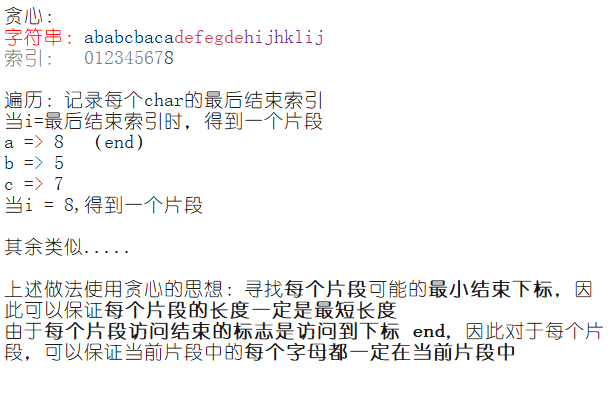 贪心:
字符串: ababcbacadefegdehijhklij
索引:  012345678
遍历: 记录每个char的最后结束索引
当i=最后结束索引时, 得到一个片段
a => 8  (end)
b => 5
c => 7
当i = 8,得到一个片段
其余类似.....
上述做法使用贪心的思想: 寻找每个片段可能的最小结束下标, 因
此可以保证每个片段的长度一定是最短长度
由于每个片段访问结束的标志是访问到下标 end, 因此对于每个片
段, 可以保证当前片段中的每个字母都一定在当前片段中